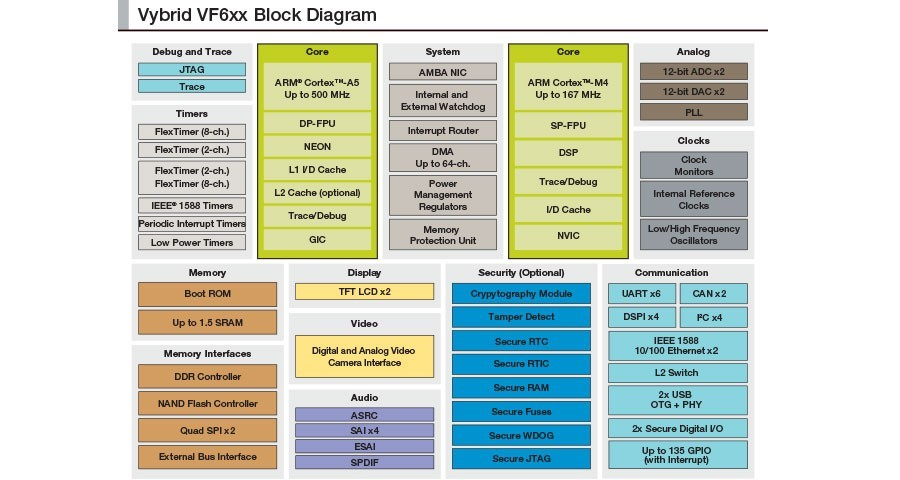 Vybrid VF6xx Block Diagram
Debug and Trace
JTAG
Trace
Timers
FlexTimer (8-ch.)
FlexTimer (2-ch.)
FlexTimer (2-ch.)
FlexTimer (8-ch.)
IEEE® 1588 Timers
Periodic Interrupt Timers
Low Power Timers
Core
ARM® Cortex™-A5
Up to 500 MHz
DP-FPU
NEON
L1 I/D Cache
L2 Cache (optional)
Trace/Debug
GIC
System
AMBA NIC
Internal and
External Watchdog
Interrupt Router
DMA
Up to 64-ch.
Power
Management
Regulators
Memory
Protection Unit
Core
ARM Cortex™-M4
Up to 167 MHz
SP-FPU
DSP
Trace/Debug
I/D Cache
NVIC
Analog
12-bit ADC x2
12-bit DAC x2
PLL
Clocks
Clock
Monitors
Internal Reference
Clocks
Low/High Frequency
Oscillators
Memory
Boot ROM
Up to 1.5 SRAM
Memory Interfaces
DDR Controller
NAND Flash Controller
Quad SPI x2
External Bus Interface
Display
TFT LCD x2
Video
Digital and Analog Video
Camera Interface
Audio
ASRC
SAI x4
ESAI
SPDIF
Security (Optional)
Crypytography Module
Tamper Detect
Secure RTC
Secure RTIC
Secure RAM
Secure Fuses
Secure WDOG
Secure JTAG
Communication
UART x6
CAN x2
DSPI x4
I²C x4
IEEE 1588
10/100 Ethernet x2
L2 Switch
2x USB
OTG + PHY
2x Secure Digital I/O
Up to 135 GPIO
(with Interrupt)